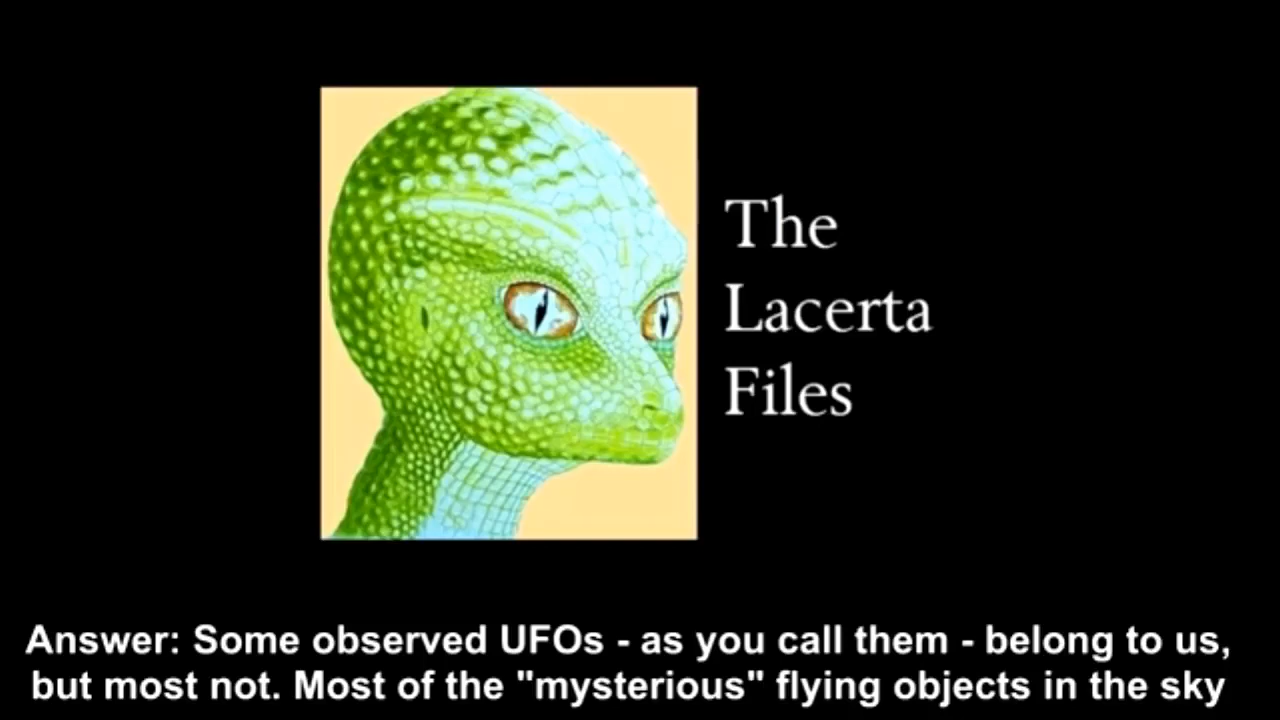 The
Lacerta
Files
Answer: Some observed UFOs - as you call them - belong to us,
but most not. Most of the "mysterious" flying objects in the sky